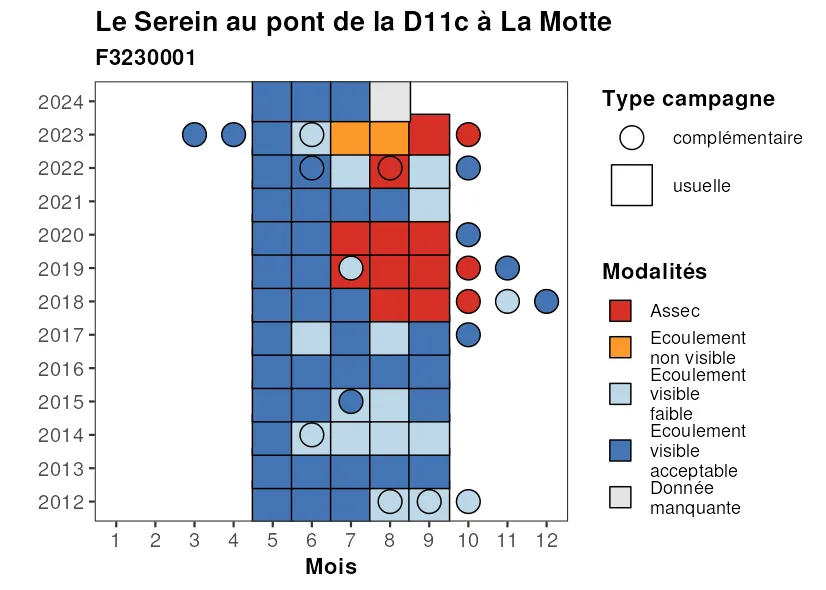 Le Serein au pont de la D11c à La Motte
F3230001
2024
2023
2022
2021
2020
2019
2018
2017
2016
2015
2014
2013
2012
1 2 3 4 5 6 7 8 9 10 11 12
Mois
Type campagne
complémentaire
usuelle
Modalités
Assec
Ecoulement
non visible
Ecoulement
visible
faible
Ecoulement
visible
acceptable
Donnée
manquante